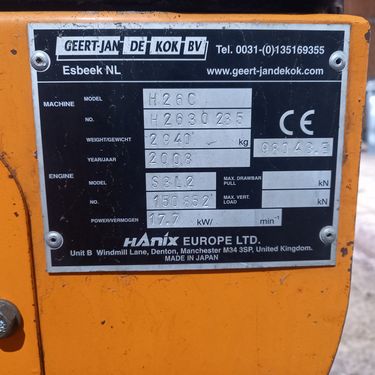 GEERT-JAN DE KOK BV Tel. 0031-(0)135169355
Esbeek NL www.geert-jandekok.com
MACHINE MODEL H26C
NO. H2630235 CE
WEIGHT/GEWICHT 2840 kg 98043.5
YEAR/JAAR 2008
ENGINE MODEL S3L2 MAX. DRAWBAR PULL kN
NO. 150852 MAX. VERT. LOAD kN
POWER/VERMOGEN 17.7 kW/ min⁻¹
HANIX EUROPE LTD.
Unit B Windmill Lane, Denton, Manchester M34 3SP, United Kingdom.
MADE IN JAPAN